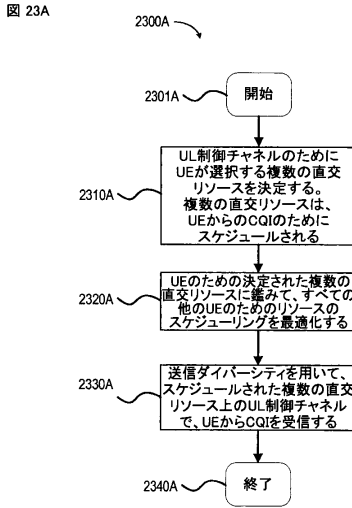 図 23A
2300A
2301A
開始
UL制御チャネルのために
UEが選択する複数の直交
リソースを決定する。
複数の直交リソースは、
UEからのCQIのために
スケジュールされる
2310A
UEのための決定された複数の
直交リソースに鑑みて、すべての
他のUEのためのリソースの
スケジューリングを最適化する
2320A
送信ダイバーシティを用いて、
スケジュールされた複数の直交
リソース上のUL制御チャネル
で、UEからCQIを受信する
2330A
終了
2340A